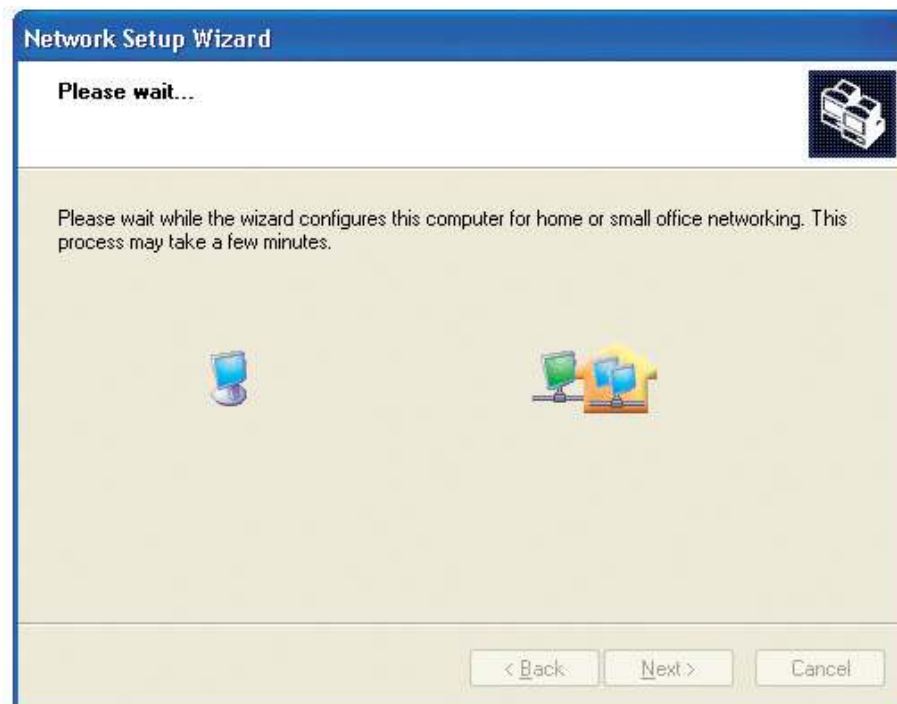 Network Setup Wizard
Please wait...
Please wait while the wizard configures this computer for home or small office networking. This
process may take a few minutes.
< Back Next > Cancel